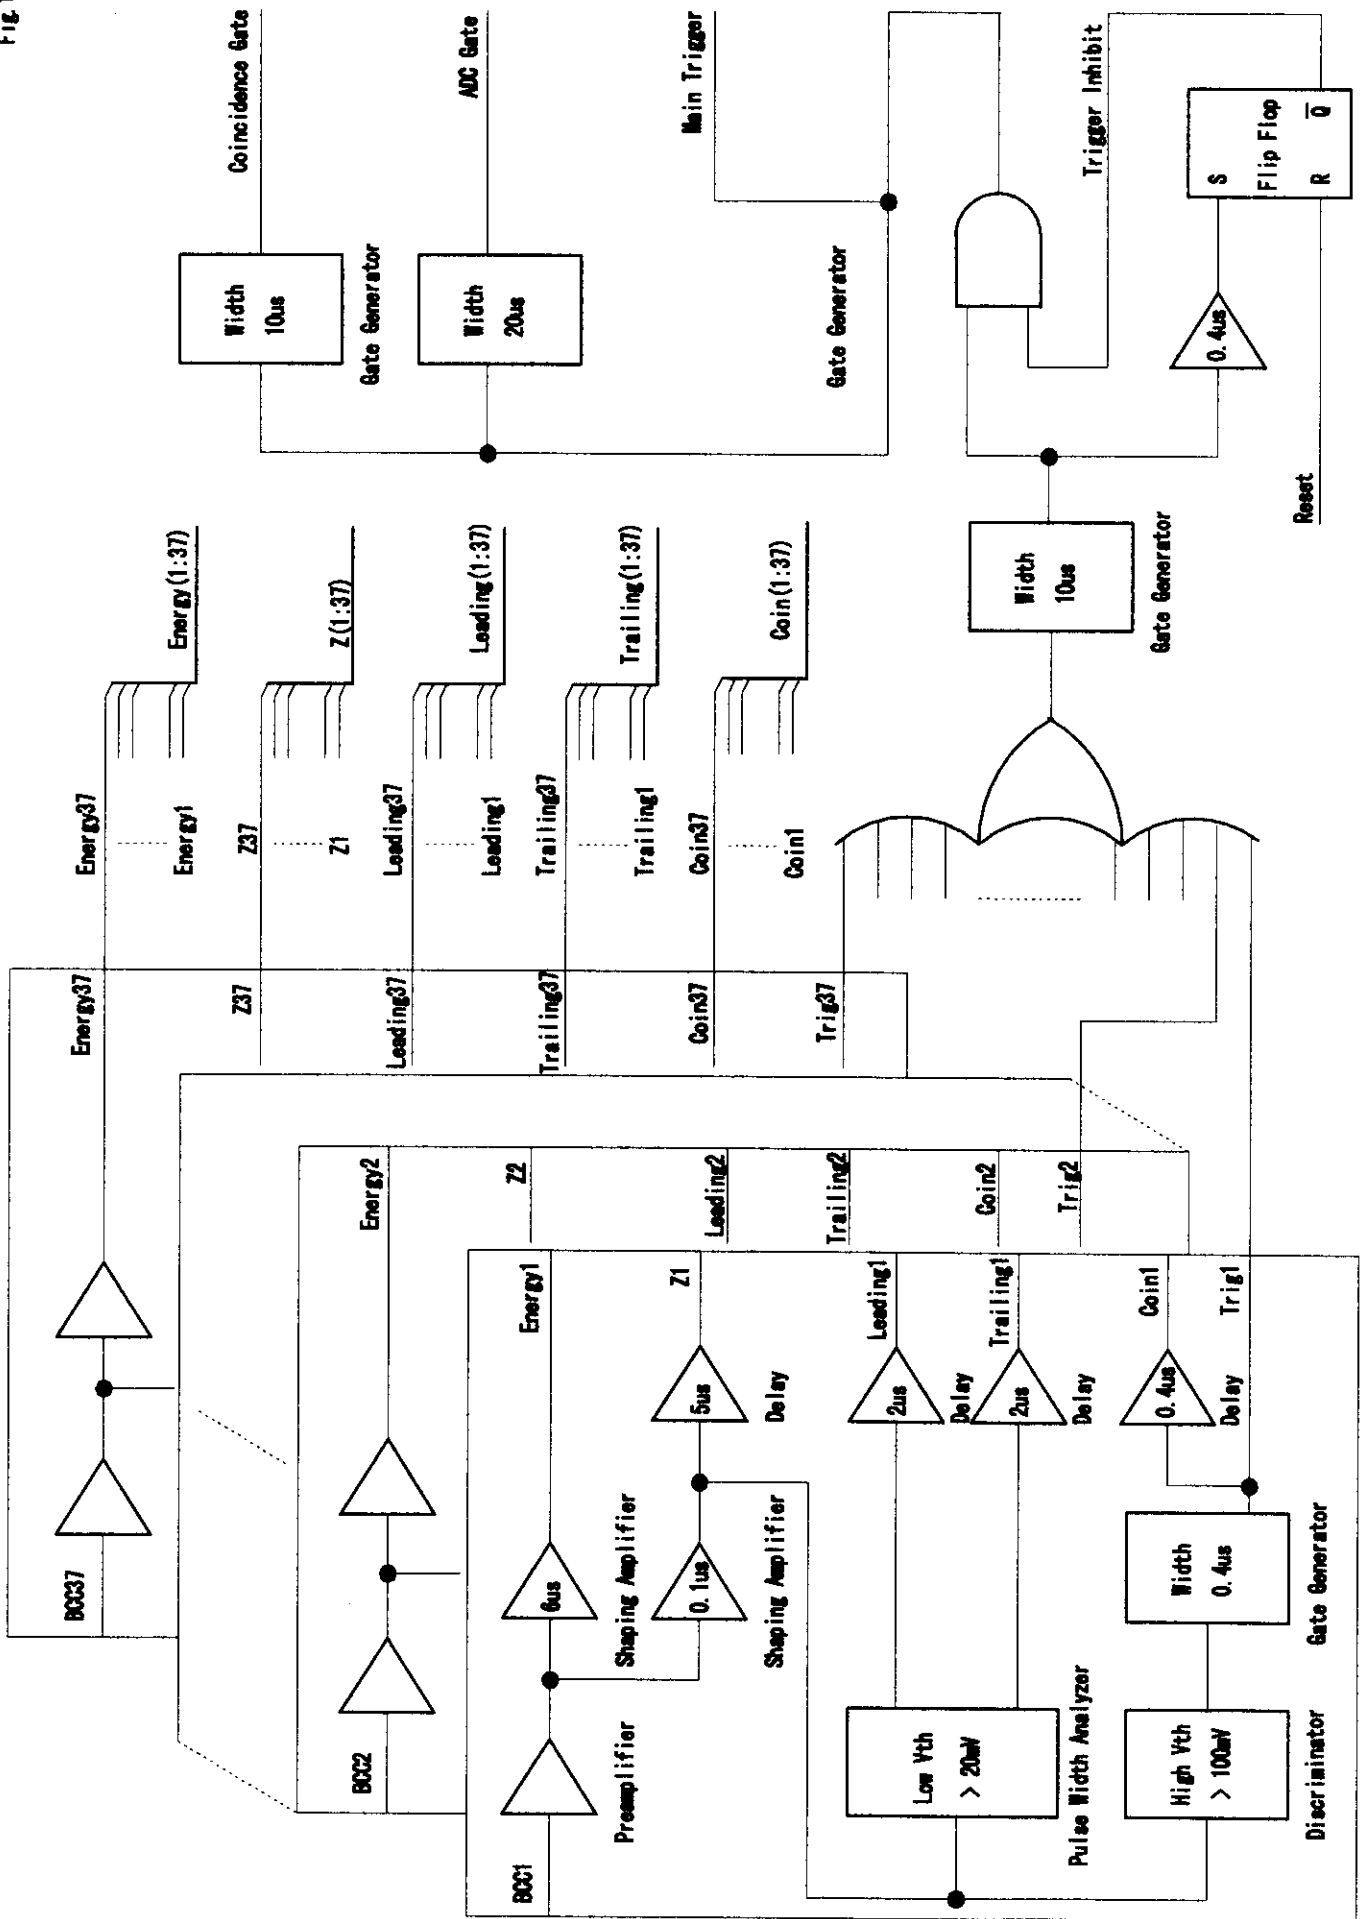 Fig.
BCC37
Energy37
Energy37
Energy1
Energy(1:37)
Z37
Z37
Z1
Z(1:37)
Leading37
Leading37
Leading1
Leading(1:37)
Trailing37
Trailing37
Trailing1
Trailing(1:37)
Coin37
Coin37
Coin1
Coin(1:37)
Trig37
BCC2
Energy2
Z2
Leading2
Trailing2
Coin2
Trig2
BCC1
Preamplifier
6us
Shaping Amplifier
Energy1
0.1us
Shaping Amplifier
5us
Delay
Z1
Low Vth
> 20mV
Pulse Width Analyzer
2us
Delay
Leading1
2us
Delay
Trailing1
High Vth
> 100mV
Discriminator
Width
0.4us
Gate Generator
0.4us
Delay
Coin1
Trig1
Width
10us
Gate Generator
Width
10us
Gate Generator
Coincidence Gate
Width
20us
ADC Gate
Gate Generator
Main Trigger
Trigger Inhibit
0.4us
S
Flip Flop
R
Q
Reset